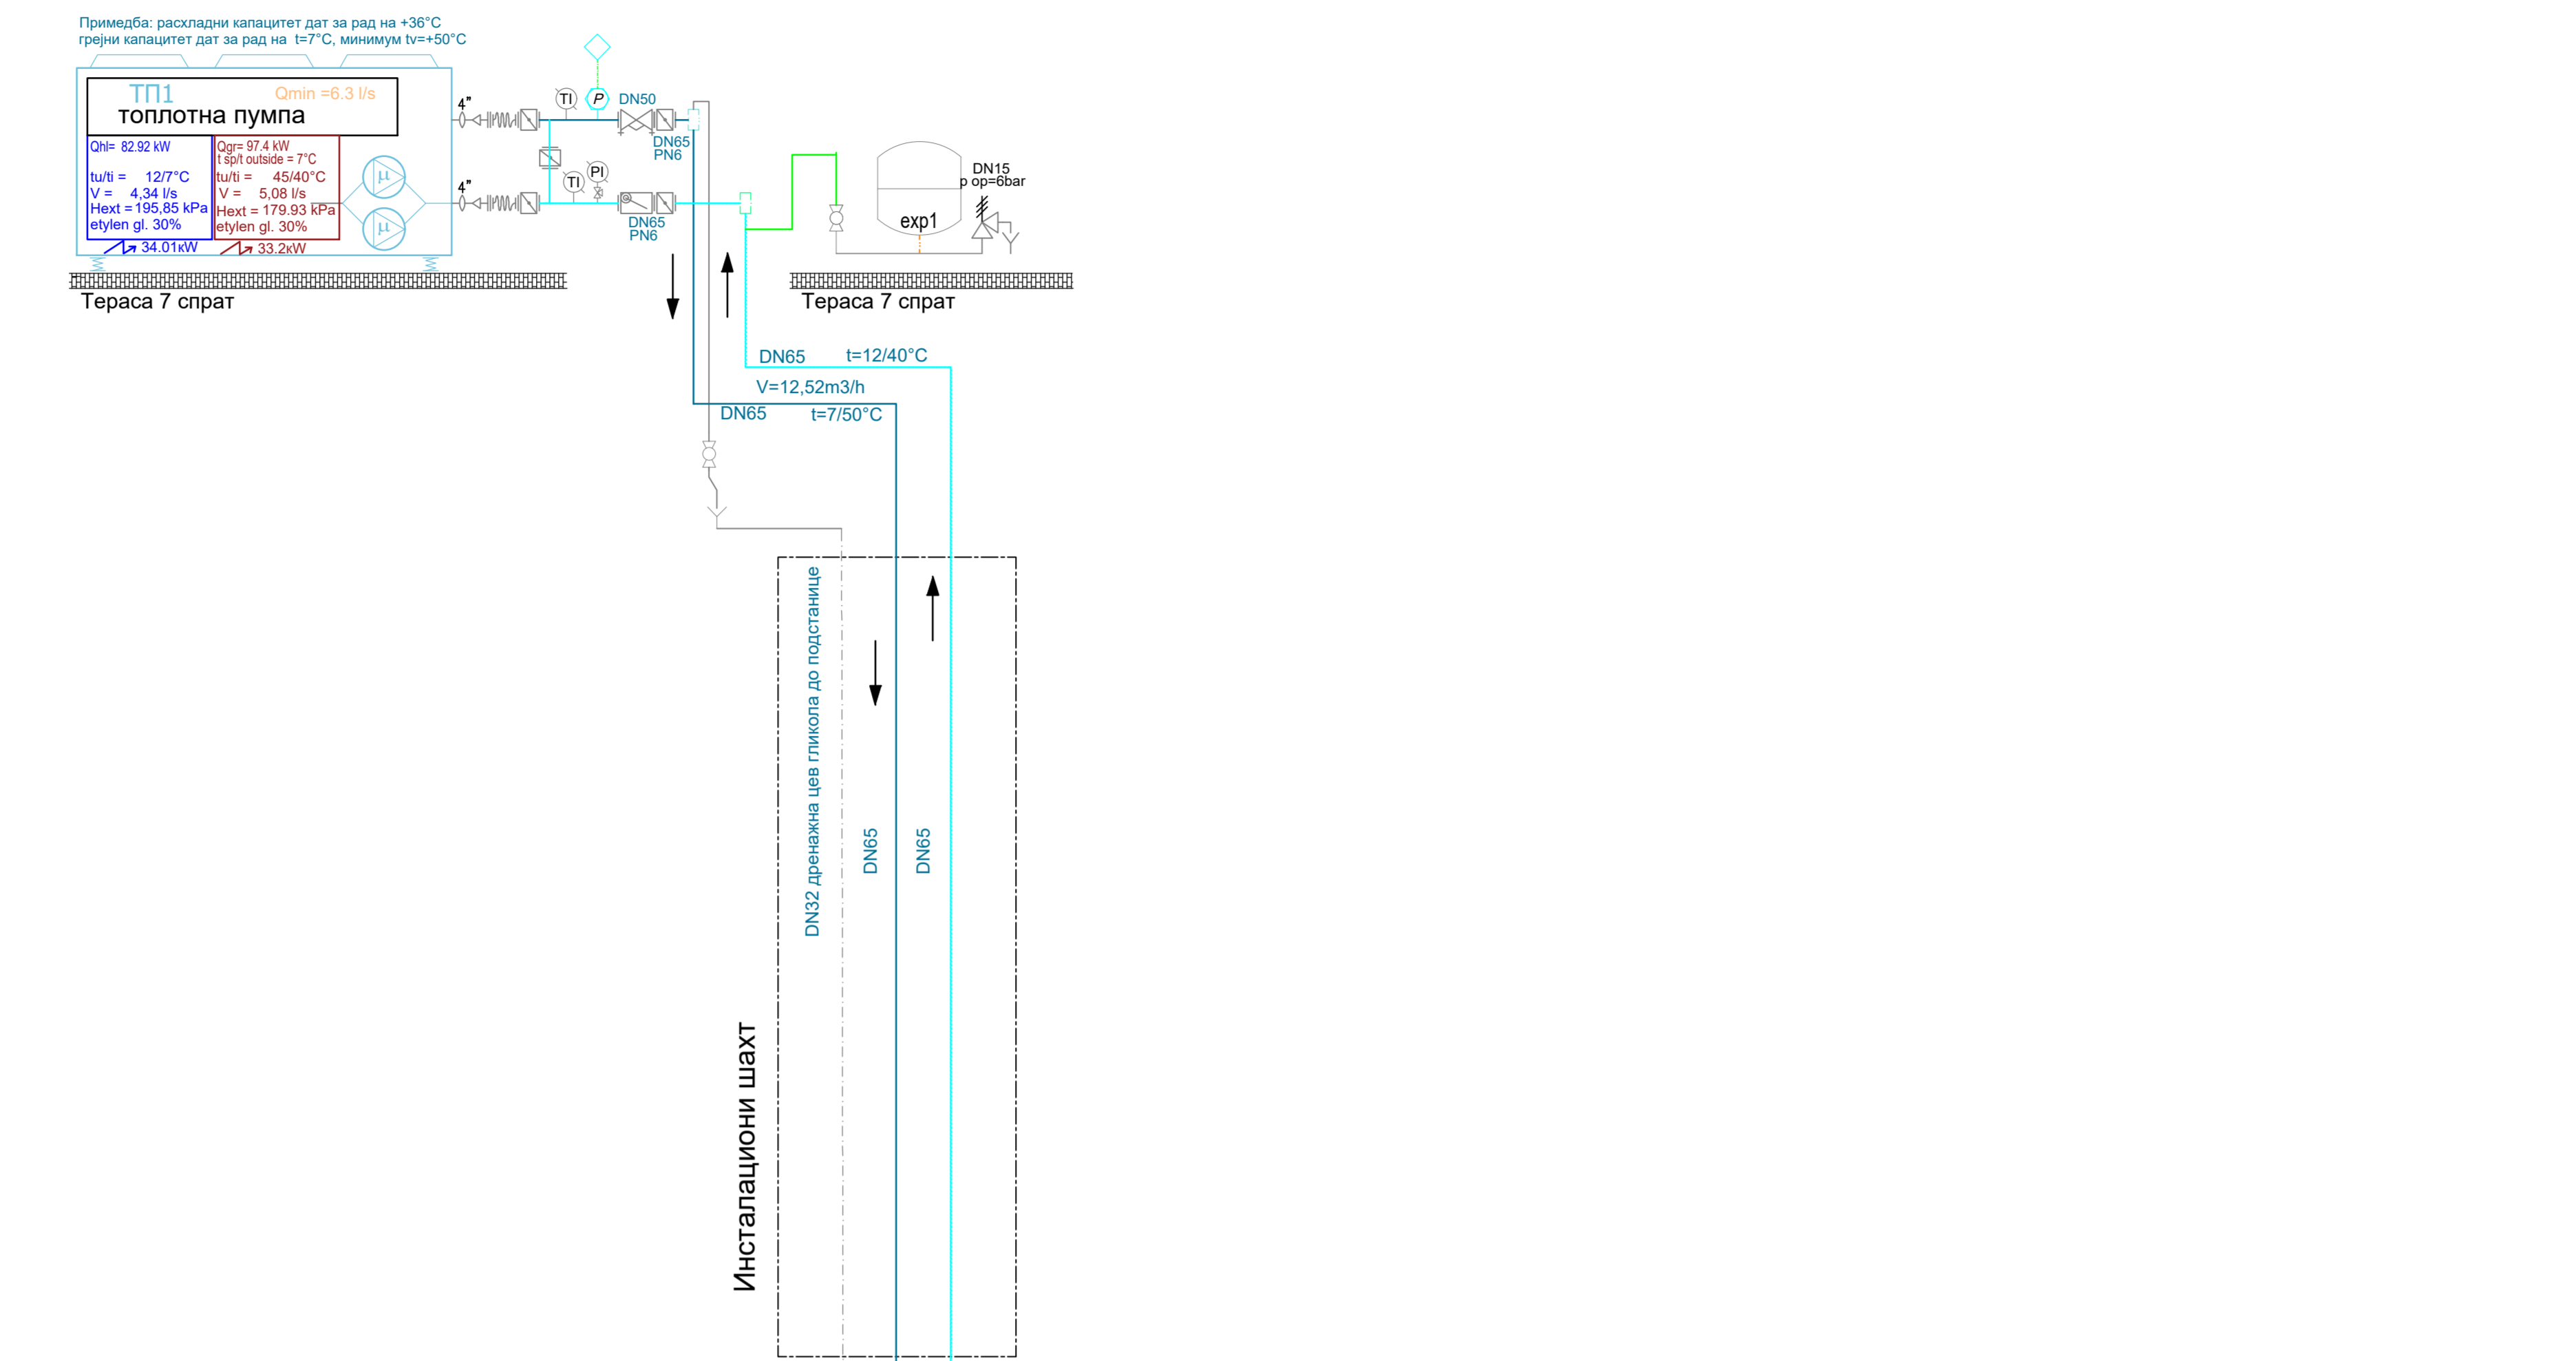 Примедба: расхладни капацитет дат за рад на +36°C
грејни капацитет дат за рад на  t=7°C, минимум tv=+50°C
ТП1
Qmin =6.3 l/s
топлотна пумпа
Qhl= 82.92 kW
tu/ti = 12/7°C
V = 4,34 l/s
Hext = 195,85 kPa
etylen gl. 30%
34.01кW
Qgr= 97.4 kW
t sp/t outside = 7°C
tu/ti = 45/40°C
V = 5,08 l/s
Hext = 179.93 kPa
etylen gl. 30%
33.2кW
µ
µ
4”
4”
TI
P
DN50
DN65
PN6
TI
PI
DN65
PN6
exp1
DN15
p op=6bar
Тераса 7 спрат
Тераса 7 спрат
DN65 t=12/40°C
V=12,52m3/h
DN65 t=7/50°C
DN32 дренажна цев гликола до подстанице
DN65
DN65
Инсталациони шахт